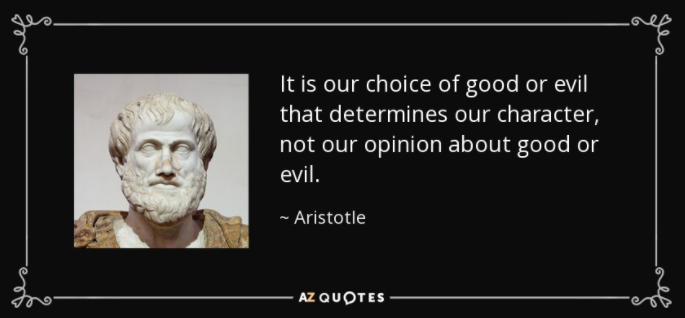 It is our choice of good or evil
that determines our character,
not our opinion about good or
evil.
~ Aristotle
AZ QUOTES